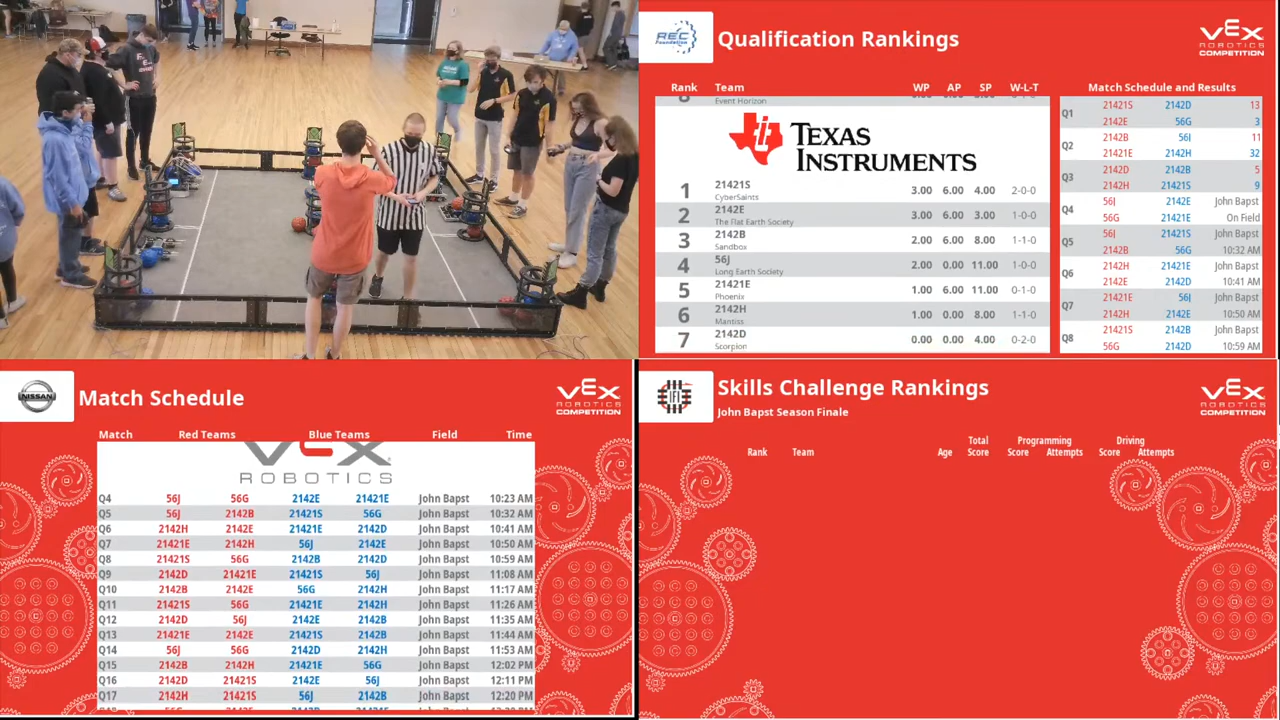 REC
Foundation
Qualification Rankings
VEX
ROBOTICS
COMPETITION
Rank Team WP AP SP W-L-T
Event Horizon
TEXAS
INSTRUMENTS
1 21421S 3.00 6.00 4.00 2-0-0
CyberSaints
2 2142E 3.00 6.00 3.00 1-0-0
The Flat Earth Society
3 2142B 2.00 6.00 8.00 1-1-0
Sandbox
4 56J 2.00 0.00 11.00 1-0-0
Long Earth Society
5 21421E 1.00 6.00 11.00 0-1-0
Phoenix
6 2142H 1.00 0.00 8.00 1-1-0
Mantiss
7 2142D 0.00 0.00 4.00 0-2-0
Scorpion
Match Schedule and Results
Q1 21421S 2142D 13
2142E 56G 3
Q2 2142B 56J 11
21421E 2142H 32
Q3 2142D 2142B 5
2142H 21421S 9
Q4 56J 2142E John Bapst
56G 21421E On Field
Q5 56J 21421S John Bapst
2142B 56G 10:32 AM
Q6 2142H 21421E John Bapst
2142E 2142D 10:41 AM
Q7 21421E 56J John Bapst
2142H 2142E 10:50 AM
Q8 21421S 2142B John Bapst
56G 2142D 10:59 AM
NISSAN
Match Schedule
VEX
ROBOTICS
COMPETITION
Match Red Teams Blue Teams Field Time
VEX
ROBOTICS
Q4 56J 56G 2142E 21421E John Bapst 10:23 AM
Q5 56J 2142B 21421S 56G John Bapst 10:32 AM
Q6 2142H 2142E 21421E 2142D John Bapst 10:41 AM
Q7 21421E 2142H 56J 2142E John Bapst 10:50 AM
Q8 21421S 56G 2142B 2142D John Bapst 10:59 AM
Q9 2142D 21421E 21421S 56J John Bapst 11:08 AM
Q10 2142B 2142E 56G 2142H John Bapst 11:17 AM
Q11 21421S 56G 21421E 2142H John Bapst 11:26 AM
Q12 2142D 56J 2142E 2142B John Bapst 11:35 AM
Q13 21421E 2142E 21421S 2142B John Bapst 11:44 AM
Q14 56J 56G 2142D 2142H John Bapst 11:53 AM
Q15 2142B 2142H 21421E 56G John Bapst 12:02 PM
Q16 2142D 21421S 2142E 56J John Bapst 12:11 PM
Q17 2142H 21421S 56J 2142B John Bapst 12:20 PM
IFI
Skills Challenge Rankings
John Bapst Season Finale
VEX
ROBOTICS
COMPETITION
Total Programming Driving
Rank Team Age Score Score Attempts Score Attempts